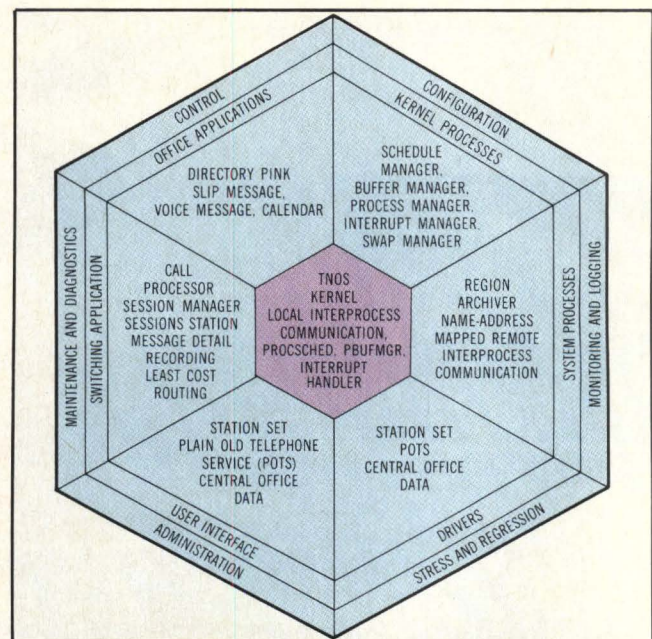 CONTROL
OFFICE APPLICATIONS
CONFIGURATION
KERNEL PROCESSES
DIRECTORY PINK
SLIP MESSAGE,
VOICE MESSAGE, CALENDAR
SCHEDULE
MANAGER,
BUFFER MANAGER,
PROCESS MANAGER,
INTERRUPT MANAGER,
SWAP MANAGER
MAINTENANCE AND DIAGNOSTICS
SWITCHING APPLICATION
CALL
PROCESSOR
SESSION MANAGER
SESSIONS STATION
MESSAGE DETAIL
RECORDING
LEAST COST
ROUTING
TNOS
KERNEL
LOCAL INTERPROCESS
COMMUNICATION,
PROCSCHED, PBUFMGR,
INTERRUPT
HANDLER
REGION
ARCHIVER
NAME-ADDRESS
MAPPED REMOTE
INTERPROCESS
COMMUNICATION
SYSTEM PROCESSES
MONITORING AND LOGGING
STATION SET
PLAIN OLD TELEPHONE
SERVICE (POTS)
CENTRAL OFFICE
DATA
STATION SET
POTS
CENTRAL OFFICE
DATA
USER INTERFACE
ADMINISTRATION
DRIVERS
STRESS AND REGRESSION